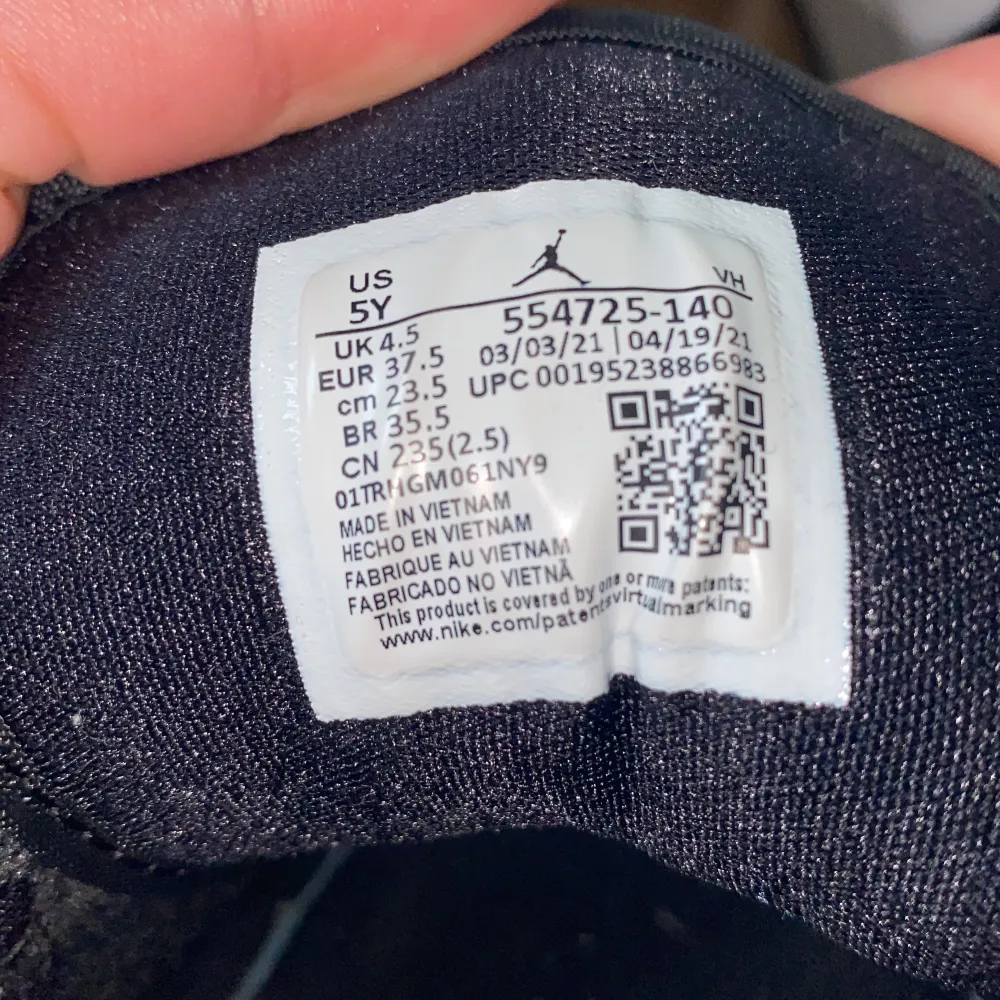 US
5Y
VH
554725-140
03/03/21 | 04/19/21
UPC 00195238866983
UK 4.5
EUR 37.5
cm 23.5
BR 35.5
CN 235(2.5)
01TRHGM061NY9
MADE IN VIETNAM
HECHO EN VIETNAM
FABRIQUE AU VIETNAM
FABRICADO NO VIETNÃ
This product is covered by one or more patents:
www.nike.com/patentsvirtualmarking